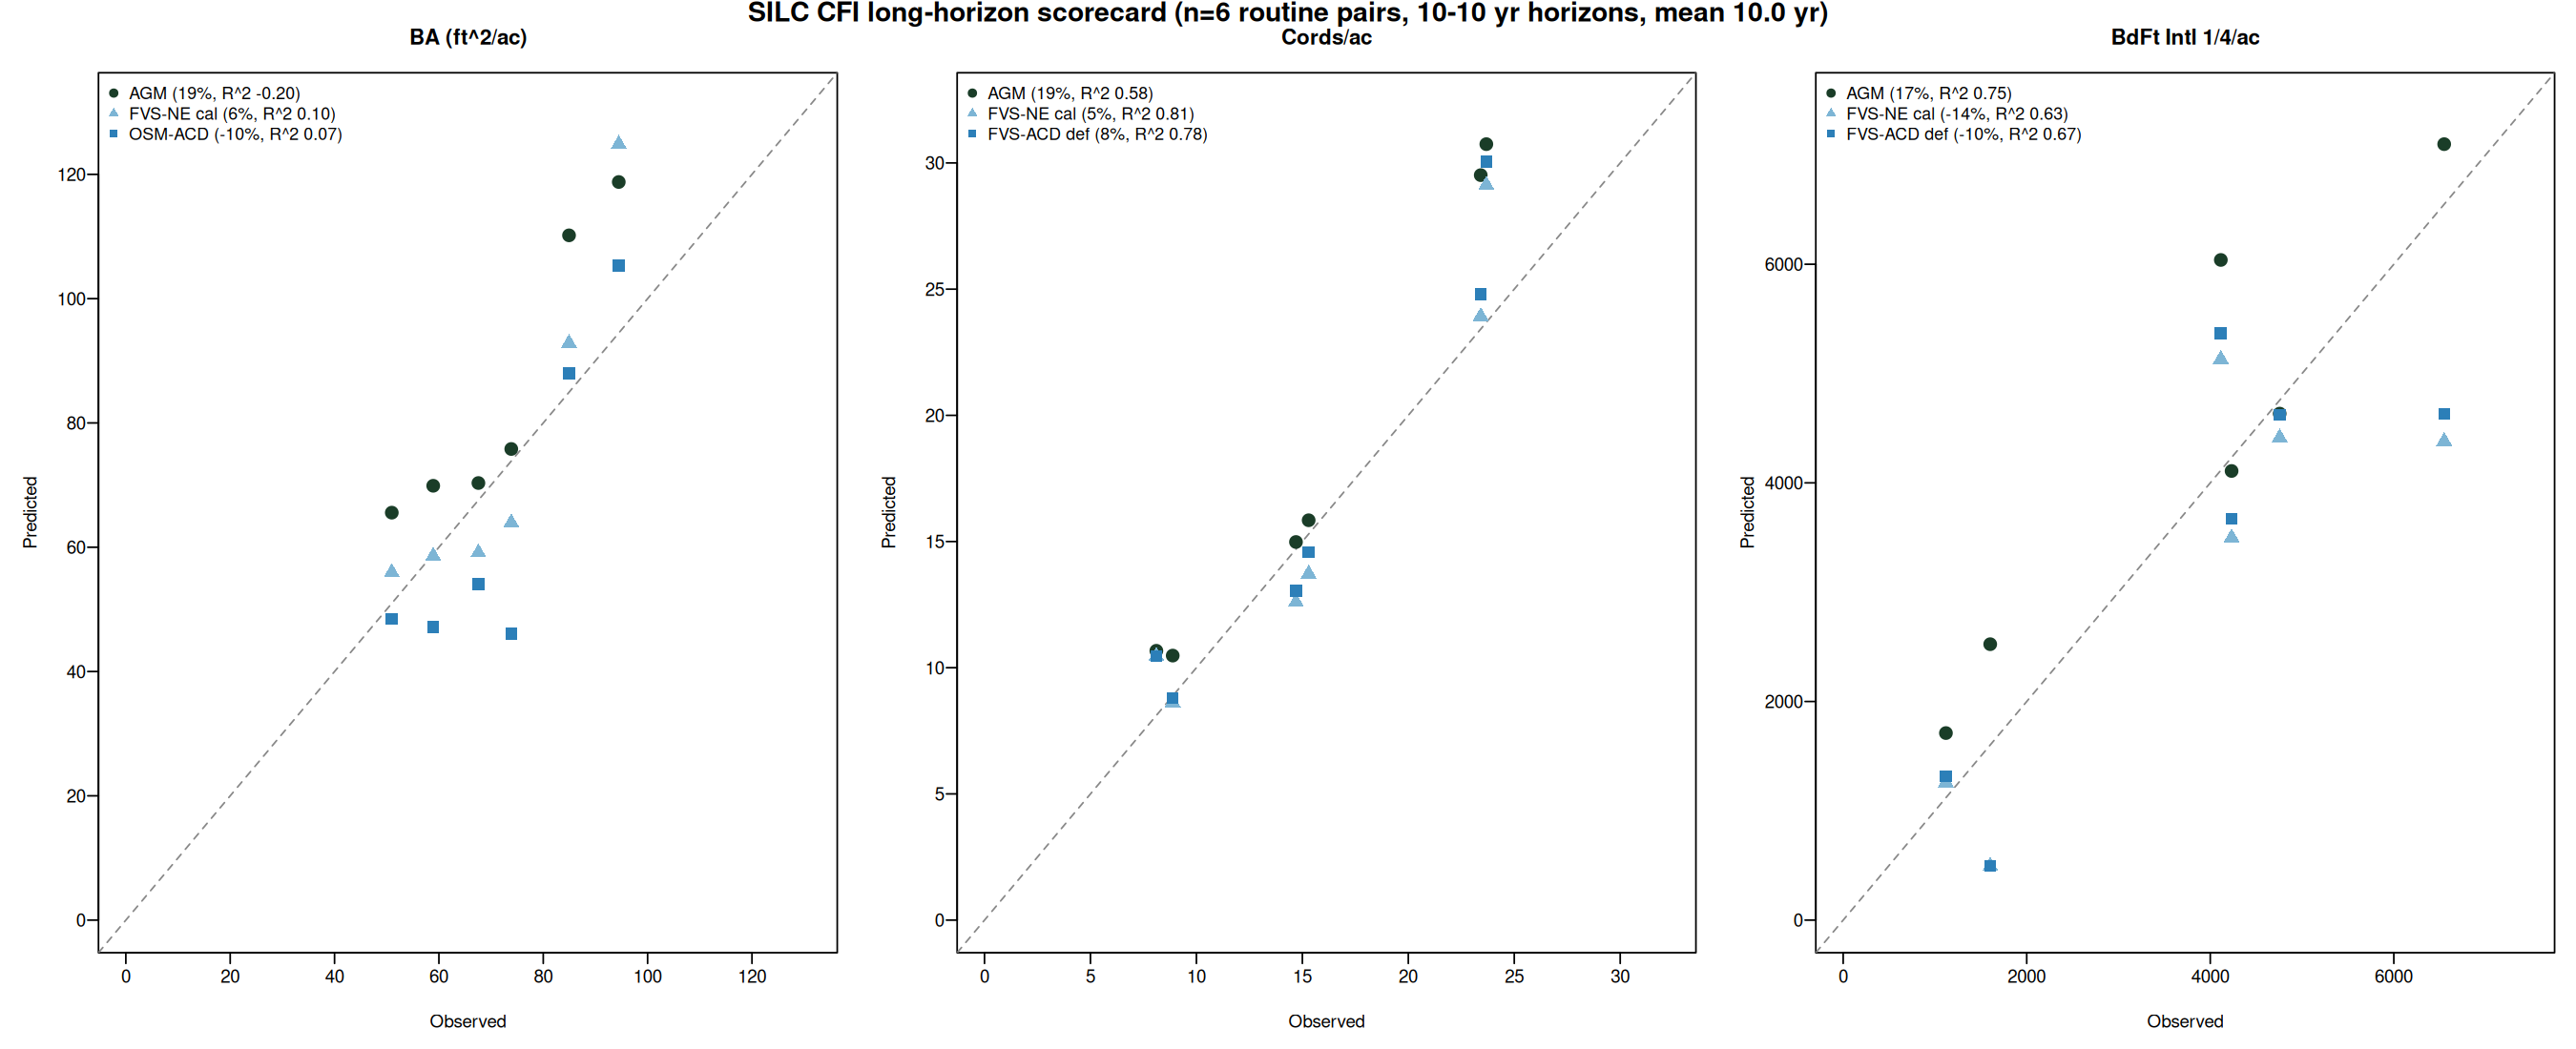 SILC CFI long-horizon scorecard (n=6 routine pairs, 10-10 yr horizons, mean 10.0 yr)
BA (ft^2/ac)
AGM (19%, R^2 -0.20)
FVS-NE cal (6%, R^2 0.10)
OSM-ACD (-10%, R^2 0.07)
120
100
80
60
40
20
0
Predicted
0 20 40 60 80 100 120
Observed
Cords/ac
AGM (19%, R^2 0.58)
FVS-NE cal (5%, R^2 0.81)
FVS-ACD def (8%, R^2 0.78)
30
25
20
15
10
5
0
Predicted
0 5 10 15 20 25 30
Observed
BdFt Intl 1/4/ac
AGM (17%, R^2 0.75)
FVS-NE cal (-14%, R^2 0.63)
FVS-ACD def (-10%, R^2 0.67)
6000
4000
2000
0
Predicted
0 2000 4000 6000
Observed